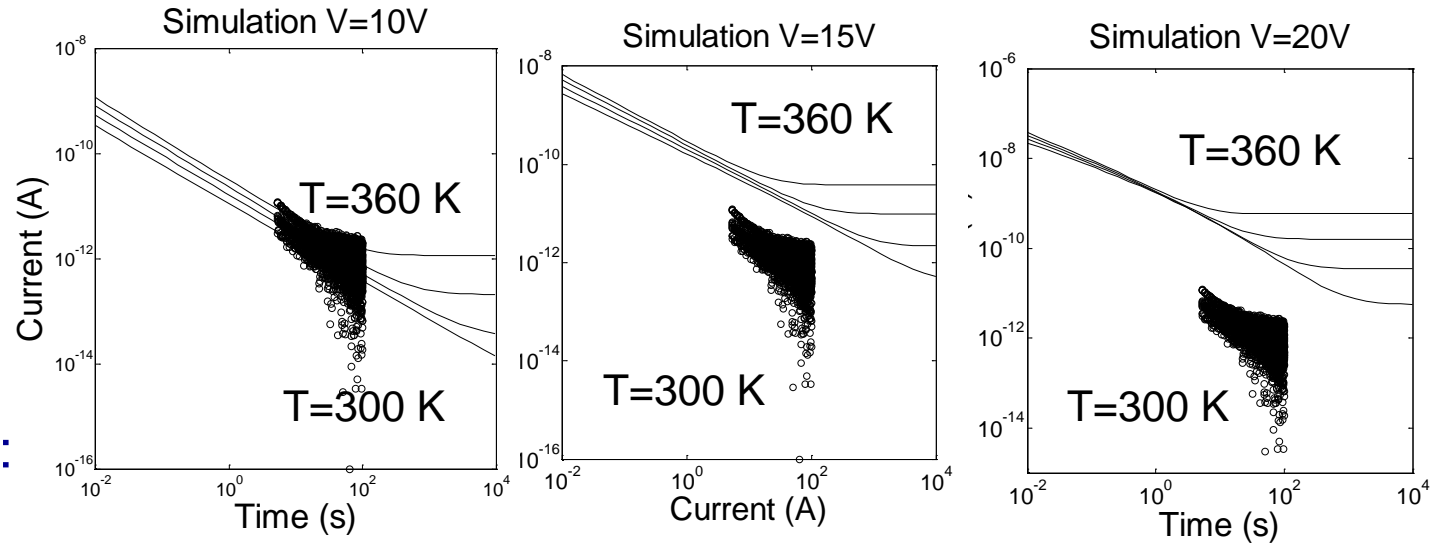 Simulation V=10V
10^-8
10^-10
10^-12
10^-14
10^-16
Current (A)
T=360 K
T=300 K
10^-2
10^0
10^2
10^4
Time (s)
Simulation V=15V
10^-8
10^-10
10^-12
10^-14
10^-16
T=360 K
T=300 K
10^-2
10^0
10^2
10^4
Current (A)
Simulation V=20V
10^-6
10^-8
10^-10
10^-12
10^-14
T=360 K
T=300 K
10^-2
10^0
10^2
10^4
Time (s)